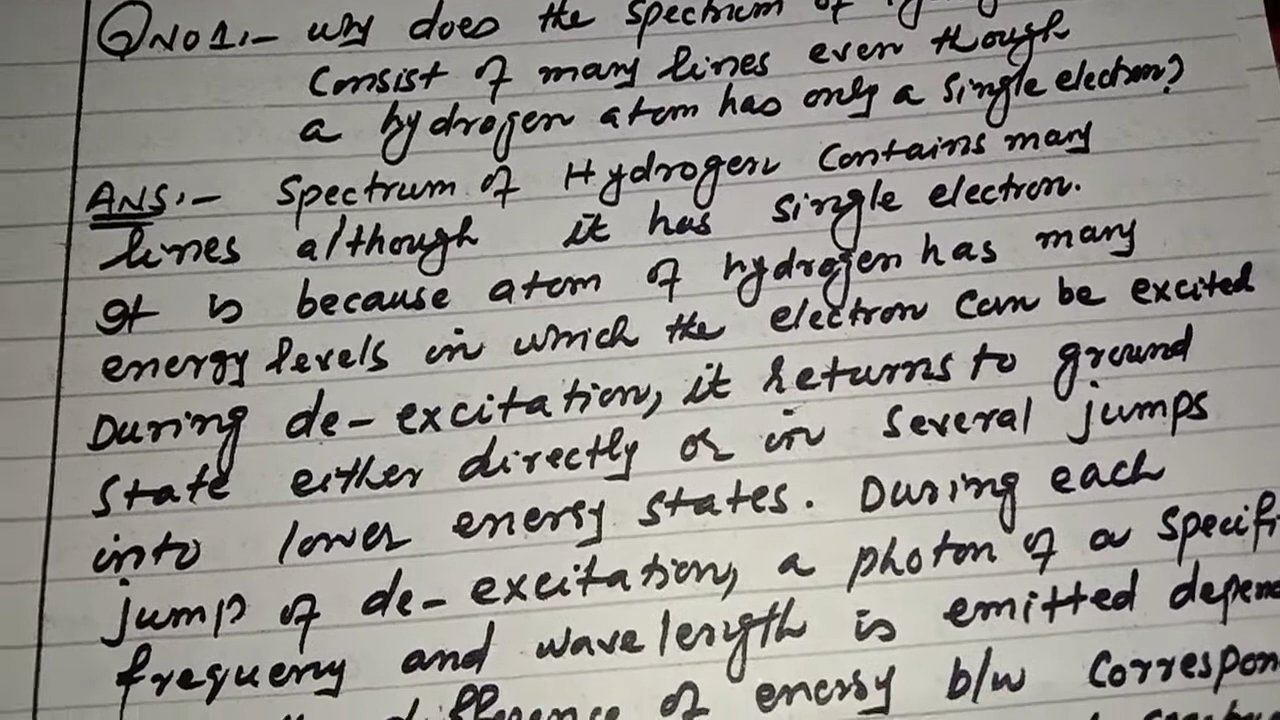 QNo1:- why does the spectrum of
Consist of many lines even though
a hydrogen atom has only a single electron?
ANS:- Spectrum of Hydrogen Contains many
lines although it has single electron.
It is because atom of hydrogen has many
energy levels in which the electron can be excited
During de-excitation, it returns to ground
State either directly or in several jumps
into lower energy states. During each
jump of de-excitation, a photon of a specifi
frequency and wavelength is emitted depend
difference of energy b/w Correspon